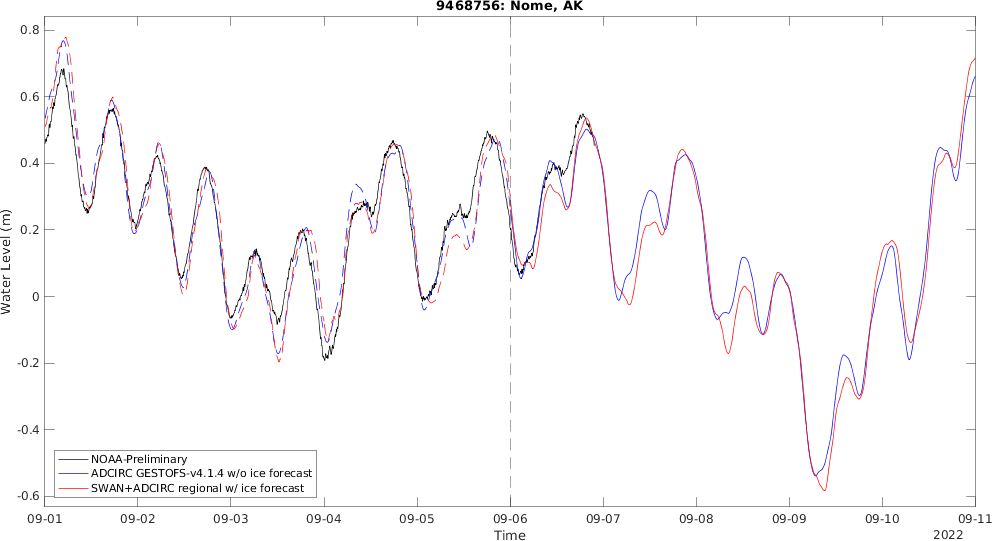 9468756: Nome, AK
Water Level (m)
0.8
0.6
0.4
0.2
0
-0.2
-0.4
-0.6
NOAA-Preliminary
ADCIRC GESTOFS-v4.1.4 w/o ice forecast
SWAN+ADCIRC regional w/ ice forecast
09-01 09-02 09-03 09-04 09-05 09-06 09-07 09-08 09-09 09-10 09-11
Time
2022